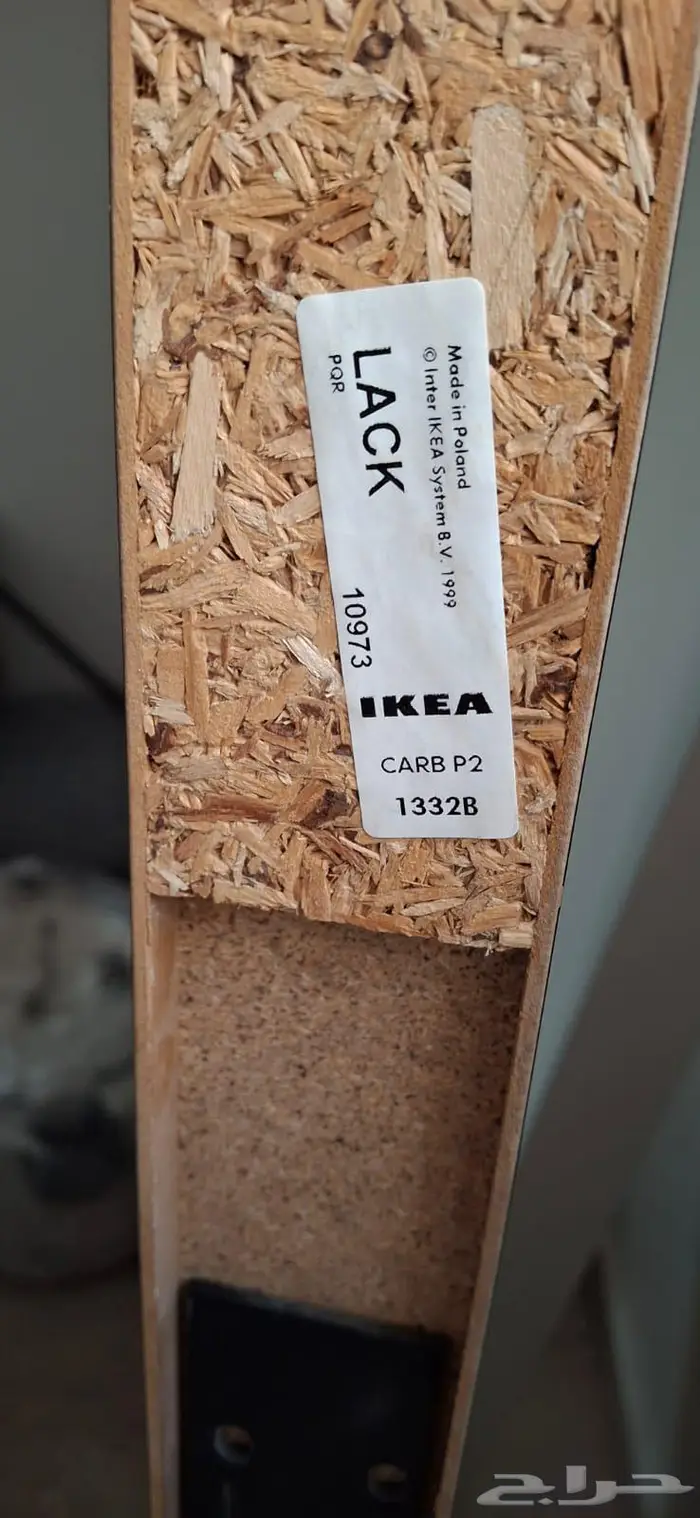 Made in Poland
© Inter IKEA System B.V. 1999
LACK
PQR
10973
IKEA
CARB P2
1332B
حراج